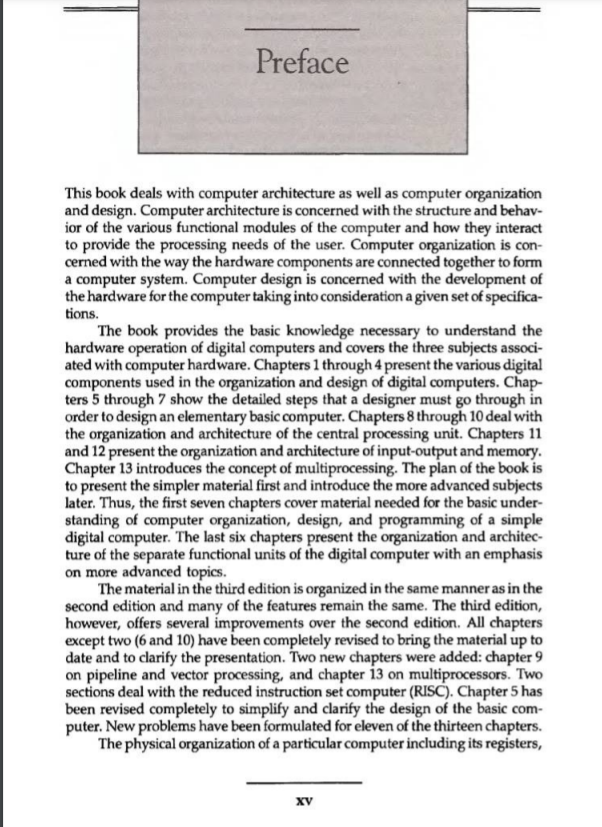 Preface
This book deals with computer architecture as well as computer organization
and design. Computer architecture is concerned with the structure and behav-
ior of the various functional modules of the computer and how they interact
to provide the processing needs of the user. Computer organization is con-
cerned with the way the hardware components are connected together to form
a computer system. Computer design is concerned with the development of
the hardware for the computer taking into consideration a given set of specifica-
tions.
The book provides the basic knowledge necessary to understand the
hardware operation of digital computers and covers the three subjects associ-
ated with computer hardware. Chapters 1 through 4 present the various digital
components used in the organization and design of digital computers. Chap-
ters 5 through 7 show the detailed steps that a designer must go through in
order to design an elementary basic computer. Chapters 8 through 10 deal with
the organization and architecture of the central processing unit. Chapters 11
and 12 present the organization and architecture of input-output and memory.
Chapter 13 introduces the concept of multiprocessing. The plan of the book is
to present the simpler material first and introduce the more advanced subjects
later. Thus, the first seven chapters cover material needed for the basic under-
standing of computer organization, design, and programming of a simple
digital computer. The last six chapters present the organization and architec-
ture of the separate functional units of the digital computer with an emphasis
on more advanced topics.
The material in the third edition is organized in the same manner as in the
second edition and many of the features remain the same. The third edition,
however, offers several improvements over the second edition. All chapters
except two (6 and 10) have been completely revised to bring the material up to
date and to clarify the presentation. Two new chapters were added: chapter 9
on pipeline and vector processing, and chapter 13 on multiprocessors. Two
sections deal with the reduced instruction set computer (RISC). Chapter 5 has
been revised completely to simplify and clarify the design of the basic com-
puter. New problems have been formulated for eleven of the thirteen chapters.
The physical organization of a particular computer including its registers,
xv